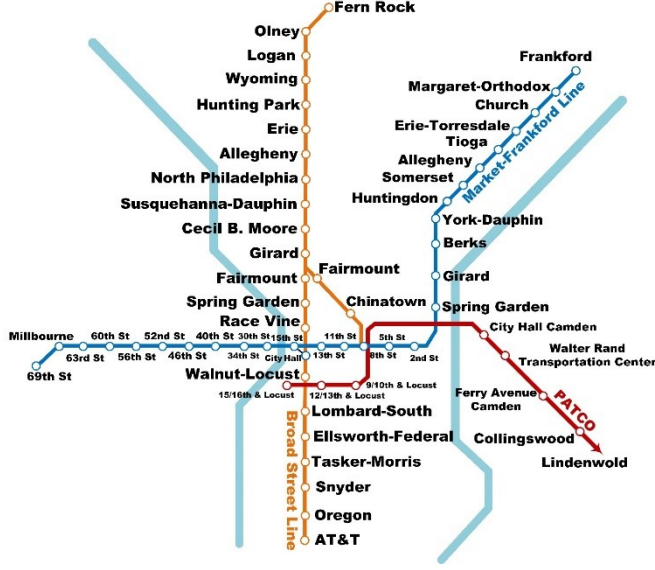 Fern Rock
Olney
Logan
Wyoming
Hunting Park
Erie
Allegheny
North Philadelphia
Susquehanna-Dauphin
Cecil B. Moore
Girard
Fairmount
Fairmount
Spring Garden
Chinatown
Race Vine
Frankford
Margaret-Orthodox
Church
Erie-Torresdale
Tioga
Allegheny
Somerset
Huntingdon
Market-Frankford Line
York-Dauphin
Berks
Girard
Spring Garden
Millbourne
60th St
52nd St
40th St
30th St
15th St
11th St
5th St
69th St
63rd St
56th St
46th St
34th St
City Hall
13th St
8th St
2nd St
Walnut-Locust
15/16th & Locust
12/13th & Locust
9/10th & Locust
City Hall Camden
Walter Rand
Transportation Center
Ferry Avenue
Camden
PATCO
Collingswood
Lindenwold
Broad Street Line
Lombard-South
Ellsworth-Federal
Tasker-Morris
Snyder
Oregon
AT&T